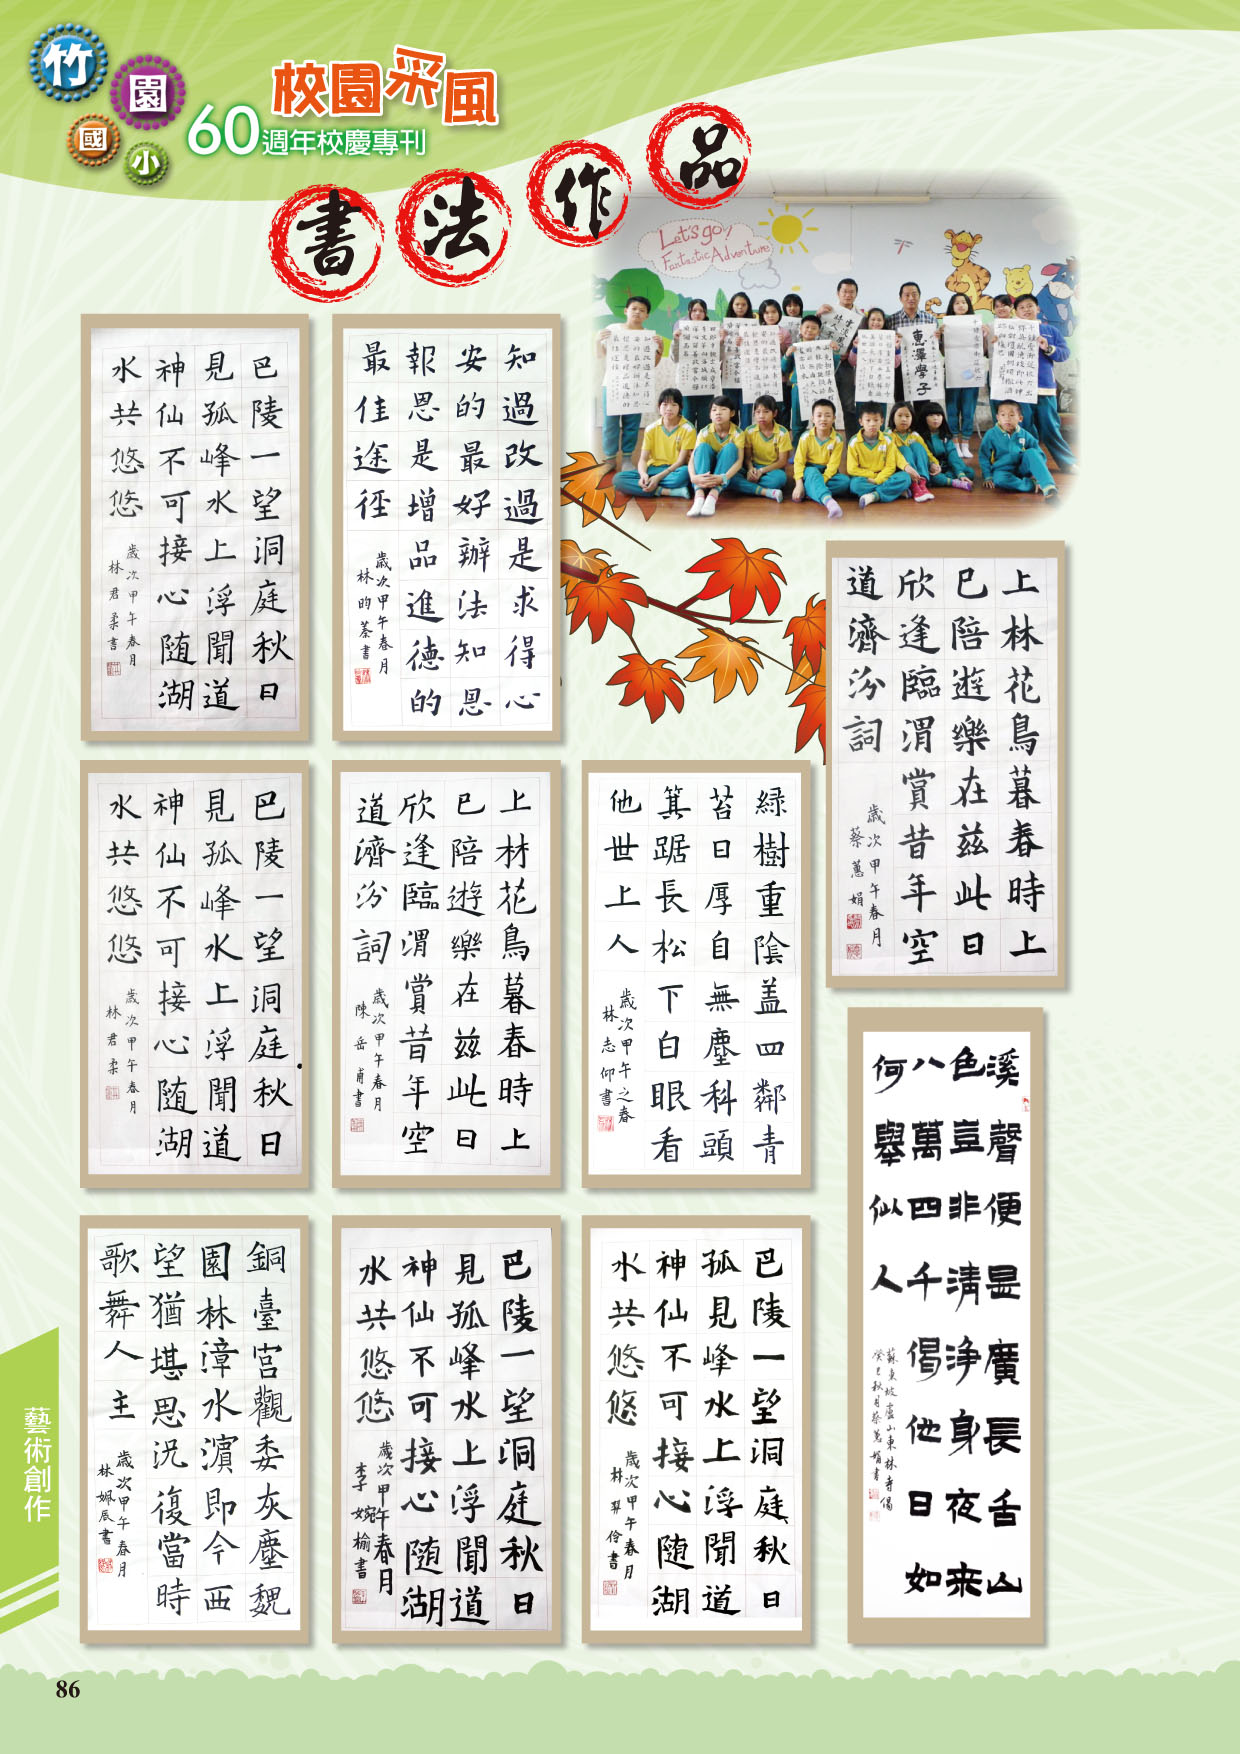 竹園國小
校園采風
60週年校慶專刊
書法作品
Let's go!
Fantastic Adventure
惠澤學子
巴陵一望洞庭秋日
見孤峰水上浮聞道
神仙不可接心随湖
水共悠悠
歲次甲午春月
林君柔書
知過改過是求得心
安的最好辦法知恩
報恩是增品進德的
最佳途徑
歲次甲午春月
林昀蓁書
上林花鳥暮春時上
巳陪遊樂在茲此日
欣逢臨渭賞昔年空
道濟汾詞
歲次甲午春月
蔡蕙娟
巴陵一望洞庭秋日
見孤峰水上浮聞道
神仙不可接心随湖
水共悠悠
歲次甲午春月
林君柔
上林花鳥暮春時上
巳陪遊樂在茲此日
欣逢臨渭賞昔年空
道濟汾詞
歲次甲午春月
陳岳甫書
綠樹重陰盖四鄰青
苔日厚自無塵科頭
箕踞長松下白眼看
他世上人
歲次甲午之春
林志仰書
溪聲便是廣長舌山
色豈非清淨身夜來
八萬四千偈他日如
何舉似人
蘇東坡盧山東林寺偈
癸巳秋月蔡蕙娟書
銅臺宮觀委灰塵魏
園林漳水濱即今西
望猶堪思況復當時
歌舞人主
歲次甲午春月
林姵辰書
巴陵一望洞庭秋日
見孤峰水上浮聞道
神仙不可接心随湖
水共悠悠
歲次甲午春月
李婉榆書
巴陵一望洞庭秋日
孤見峰水上浮聞道
神仙不可接心随湖
水共悠悠
歲次甲午春月
林羿伶書
藝術創作
86